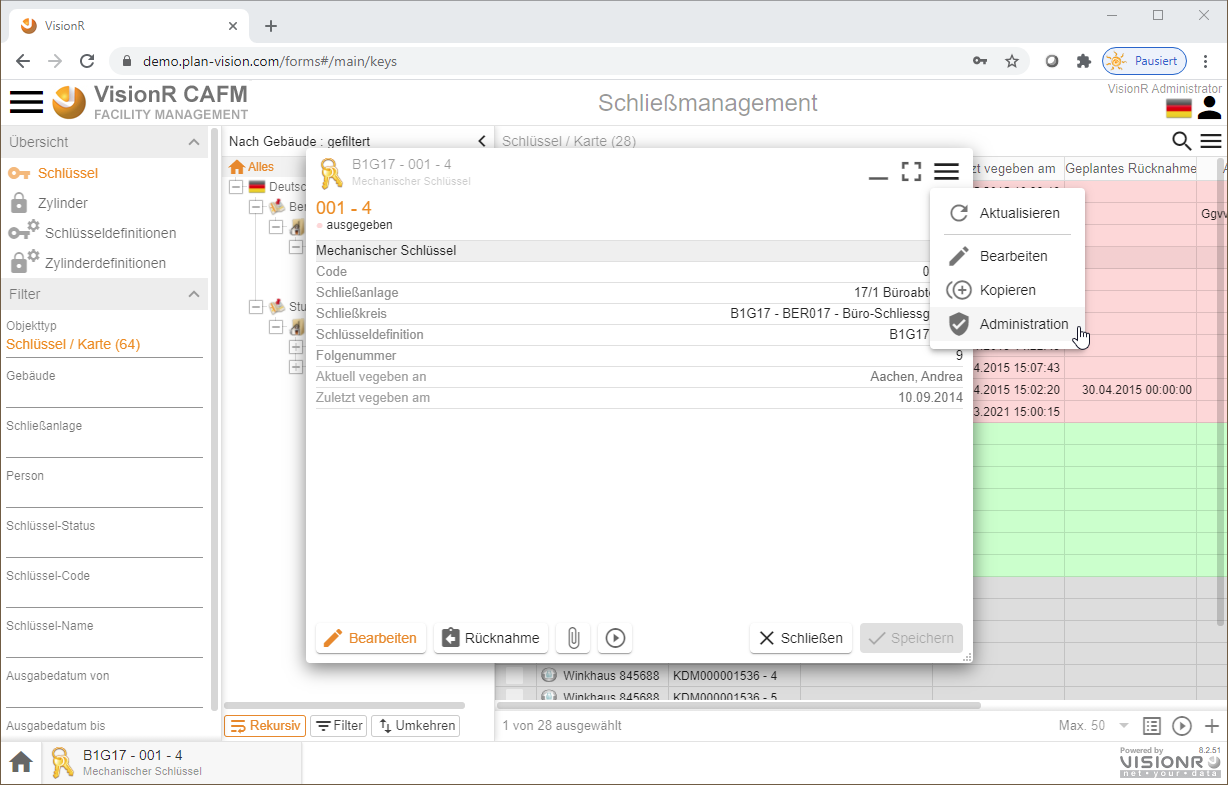 VisionR
demo.plan-vision.com/forms#/main/keys
Pausiert
VisionR CAFM
FACILITY MANAGEMENT
Schließmanagement
VisionR Administrator
Übersicht
Schlüssel
Zylinder
Schlüsseldefinitionen
Zylinderdefinitionen
Filter
Objekttyp
Schlüssel / Karte (64)
Gebäude
Schließanlage
Person
Schlüssel-Status
Schlüssel-Code
Schlüssel-Name
Ausgabedatum von
Ausgabedatum bis
Nach Gebäude : gefiltert
Alles
Deutsc
Ber
Stu
Rekursiv
Filter
Umkehren
Schlüssel / Karte (28)
zt vegeben am
Geplantes Rücknahme
Ggvv
4.2015 15:07:43
4.2015 15:02:20
30.04.2015 00:00:00
3.2021 15:00:15
B1G17 - 001 - 4
Mechanischer Schlüssel
001 - 4
ausgegeben
Mechanischer Schlüssel
Code
0
Schließanlage
17/1 Büroabte
Schließkreis
B1G17 - BER017 - Büro-Schliessg
Schlüsseldefinition
B1G17
Folgenummer
9
Aktuell vegeben an
Aachen, Andrea
Zuletzt vegeben am
10.09.2014
Aktualisieren
Bearbeiten
Kopieren
Administration
Bearbeiten
Rücknahme
Schließen
Speichern
Winkhaus 845688
KDM000001536 - 4
Winkhaus 845688
KDM000001536 - 5
1 von 28 ausgewählt
Max. 50
B1G17 - 001 - 4
Mechanischer Schlüssel
Powered by
8.2.51
VISIONR
net · your · data